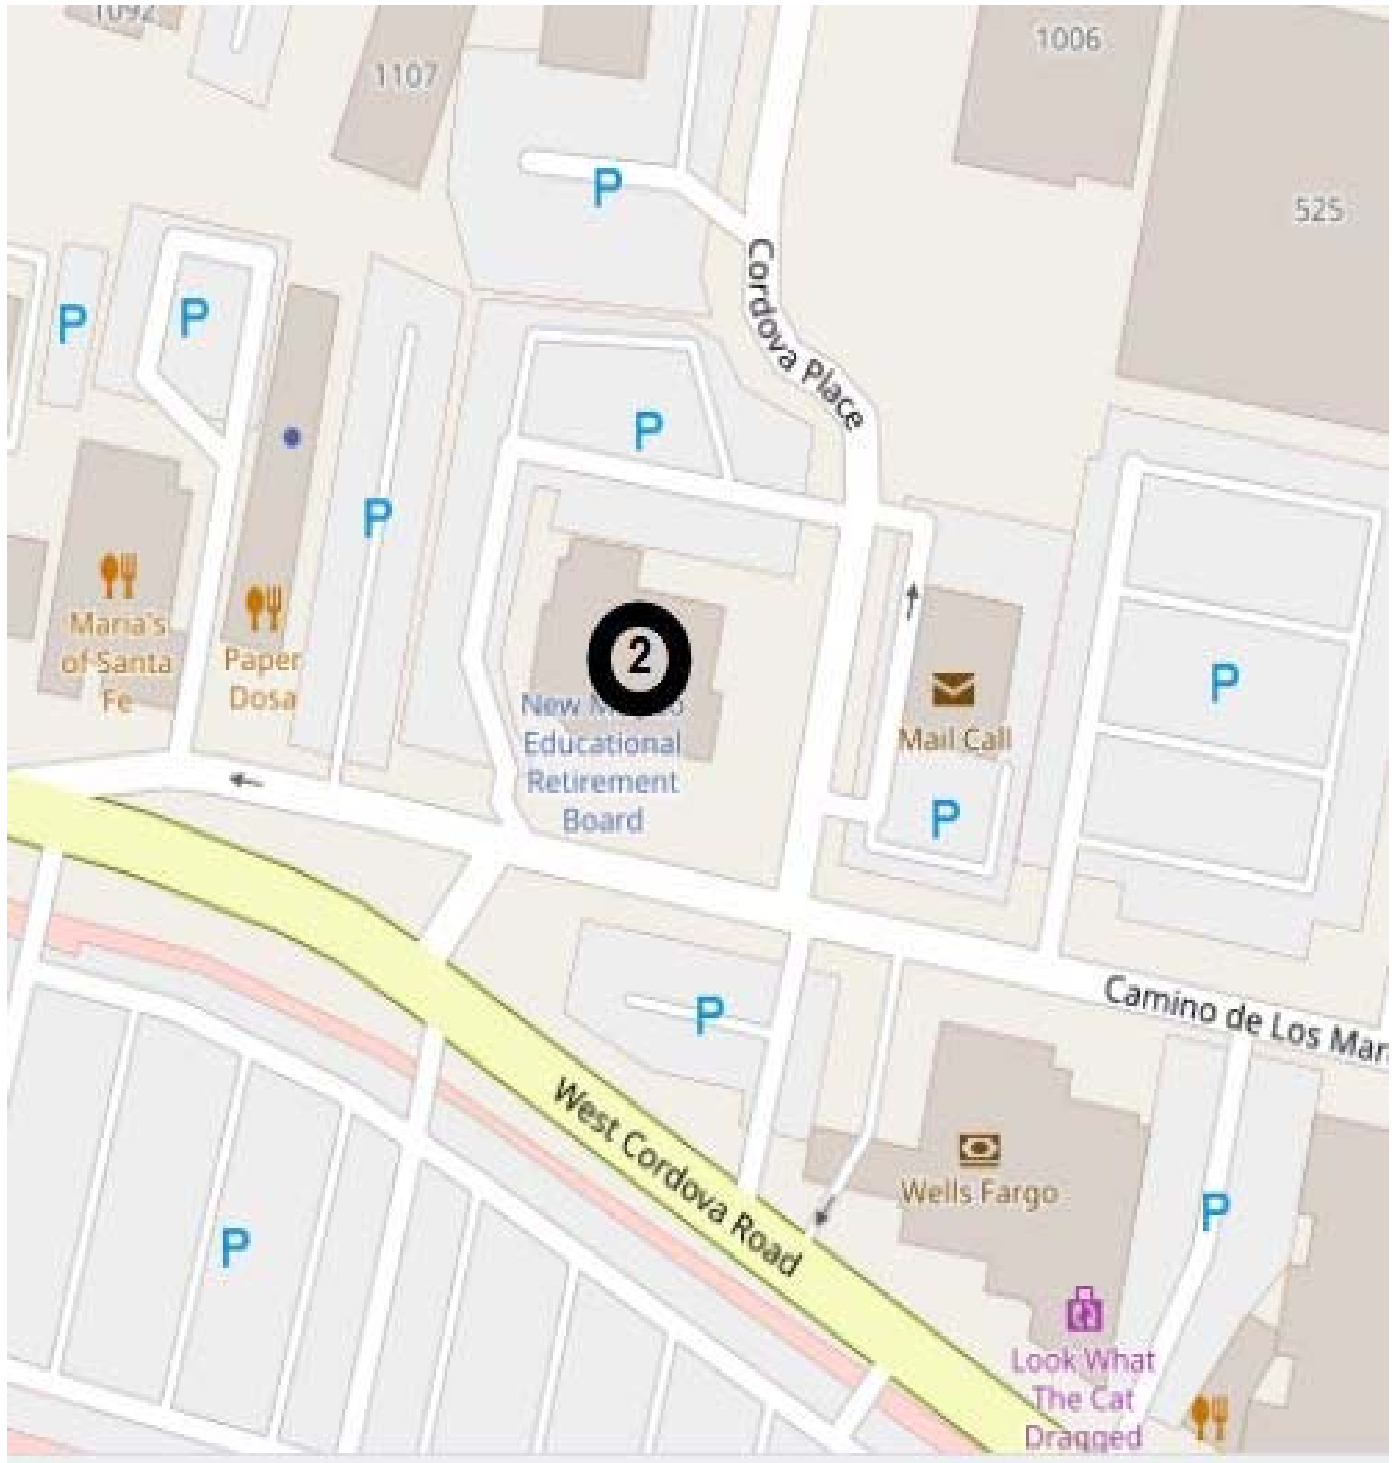 1092
1107
1006
525
P
Cordova Place
P
P
P
P
2
Maria's
of Santa
Fe
Paper
Dosa
New
Educational
Retirement
Board
Mail Call
P
P
Camino de Los Mar
P
West Cordova Road
Wells Fargo
P
P
Look What
The Cat
Dragged